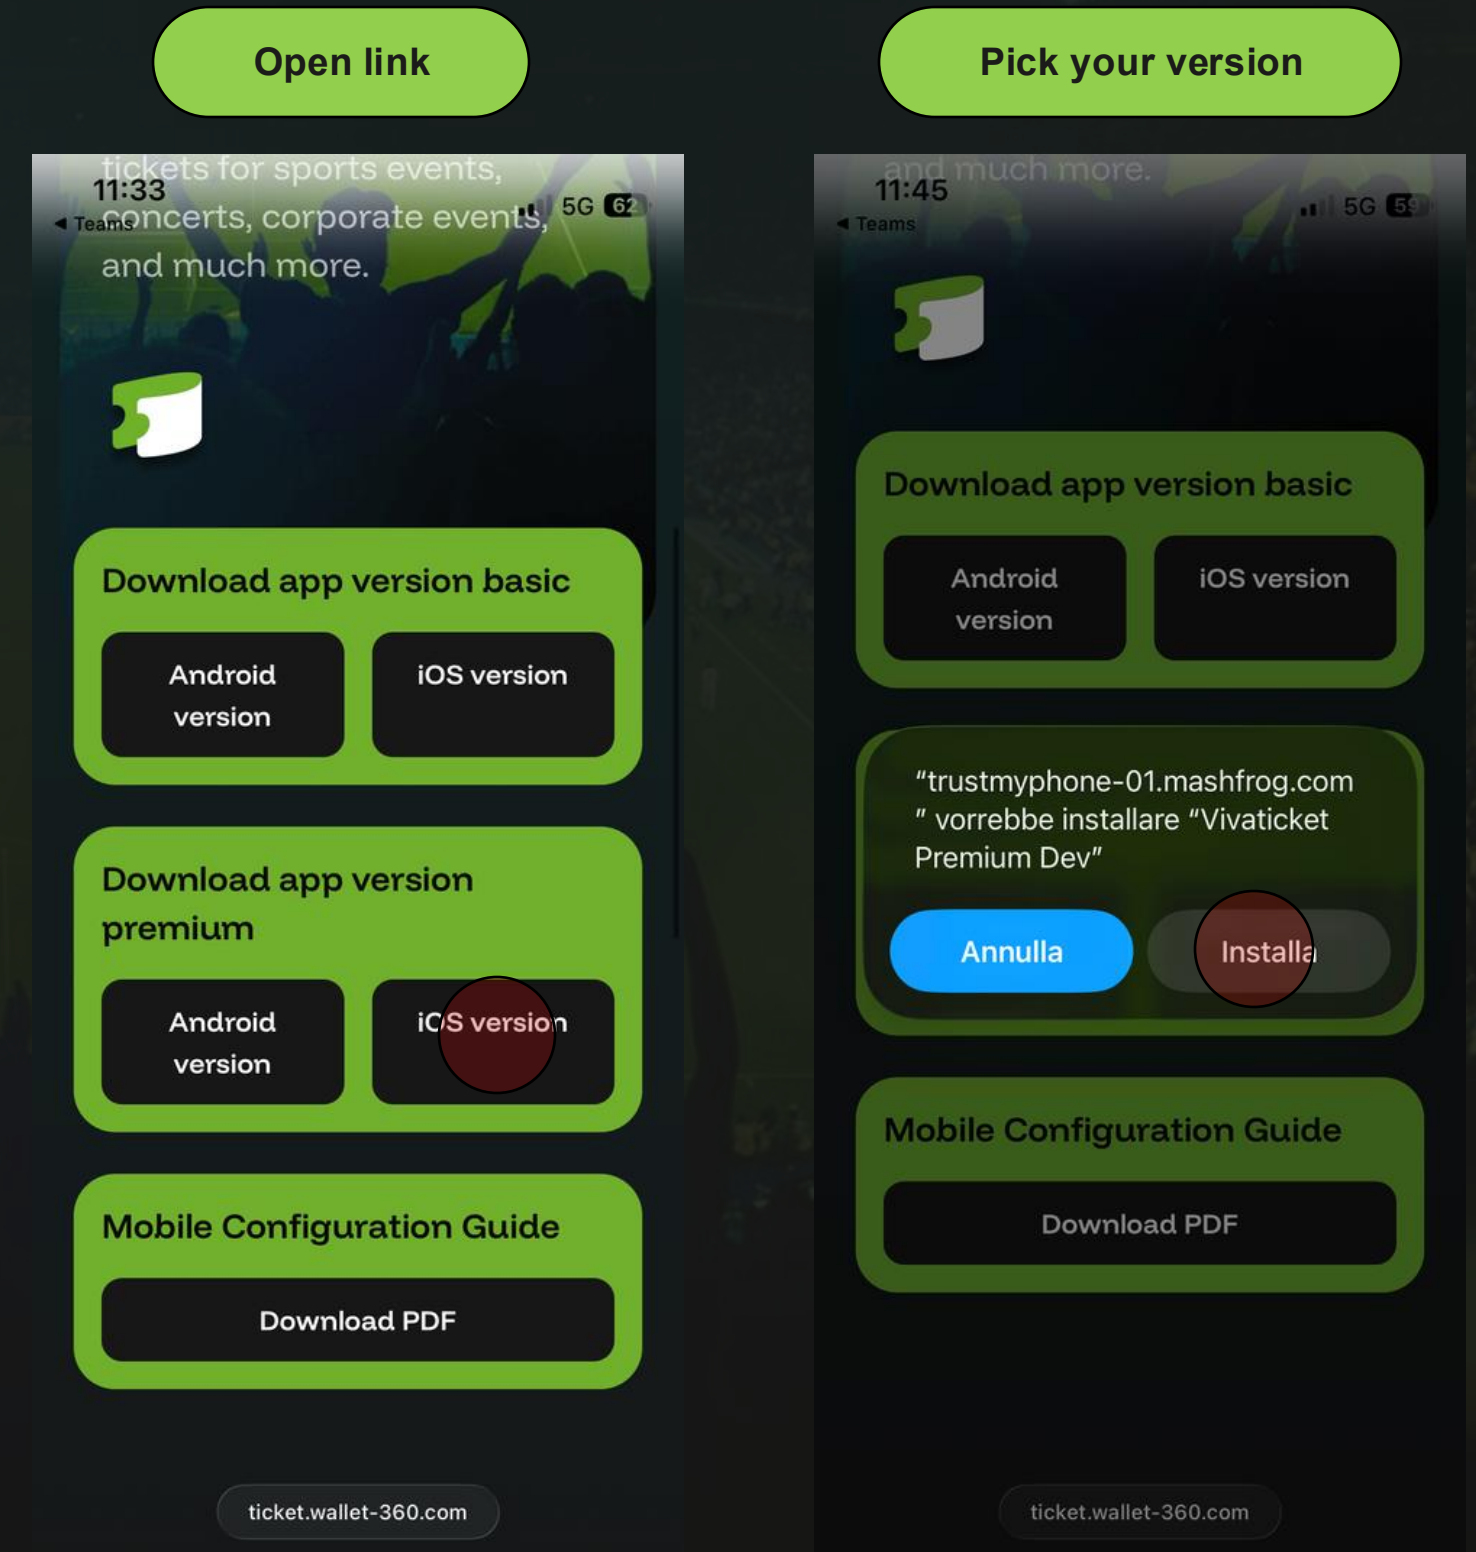 Open link
tickets for sports events,
11:33
5G 62
Teams
concerts, corporate events,
and much more.
Download app version basic
Android
version
iOS version
Download app version
premium
Android
version
iOS version
Mobile Configuration Guide
Download PDF
ticket.wallet-360.com
Pick your version
and much more.
11:45
5G 59
Teams
Download app version basic
Android
version
iOS version
“trustmyphone-01.mashfrog.com
” vorrebbe installare “Vivaticket
Premium Dev”
Annulla
Installa
Mobile Configuration Guide
Download PDF
ticket.wallet-360.com